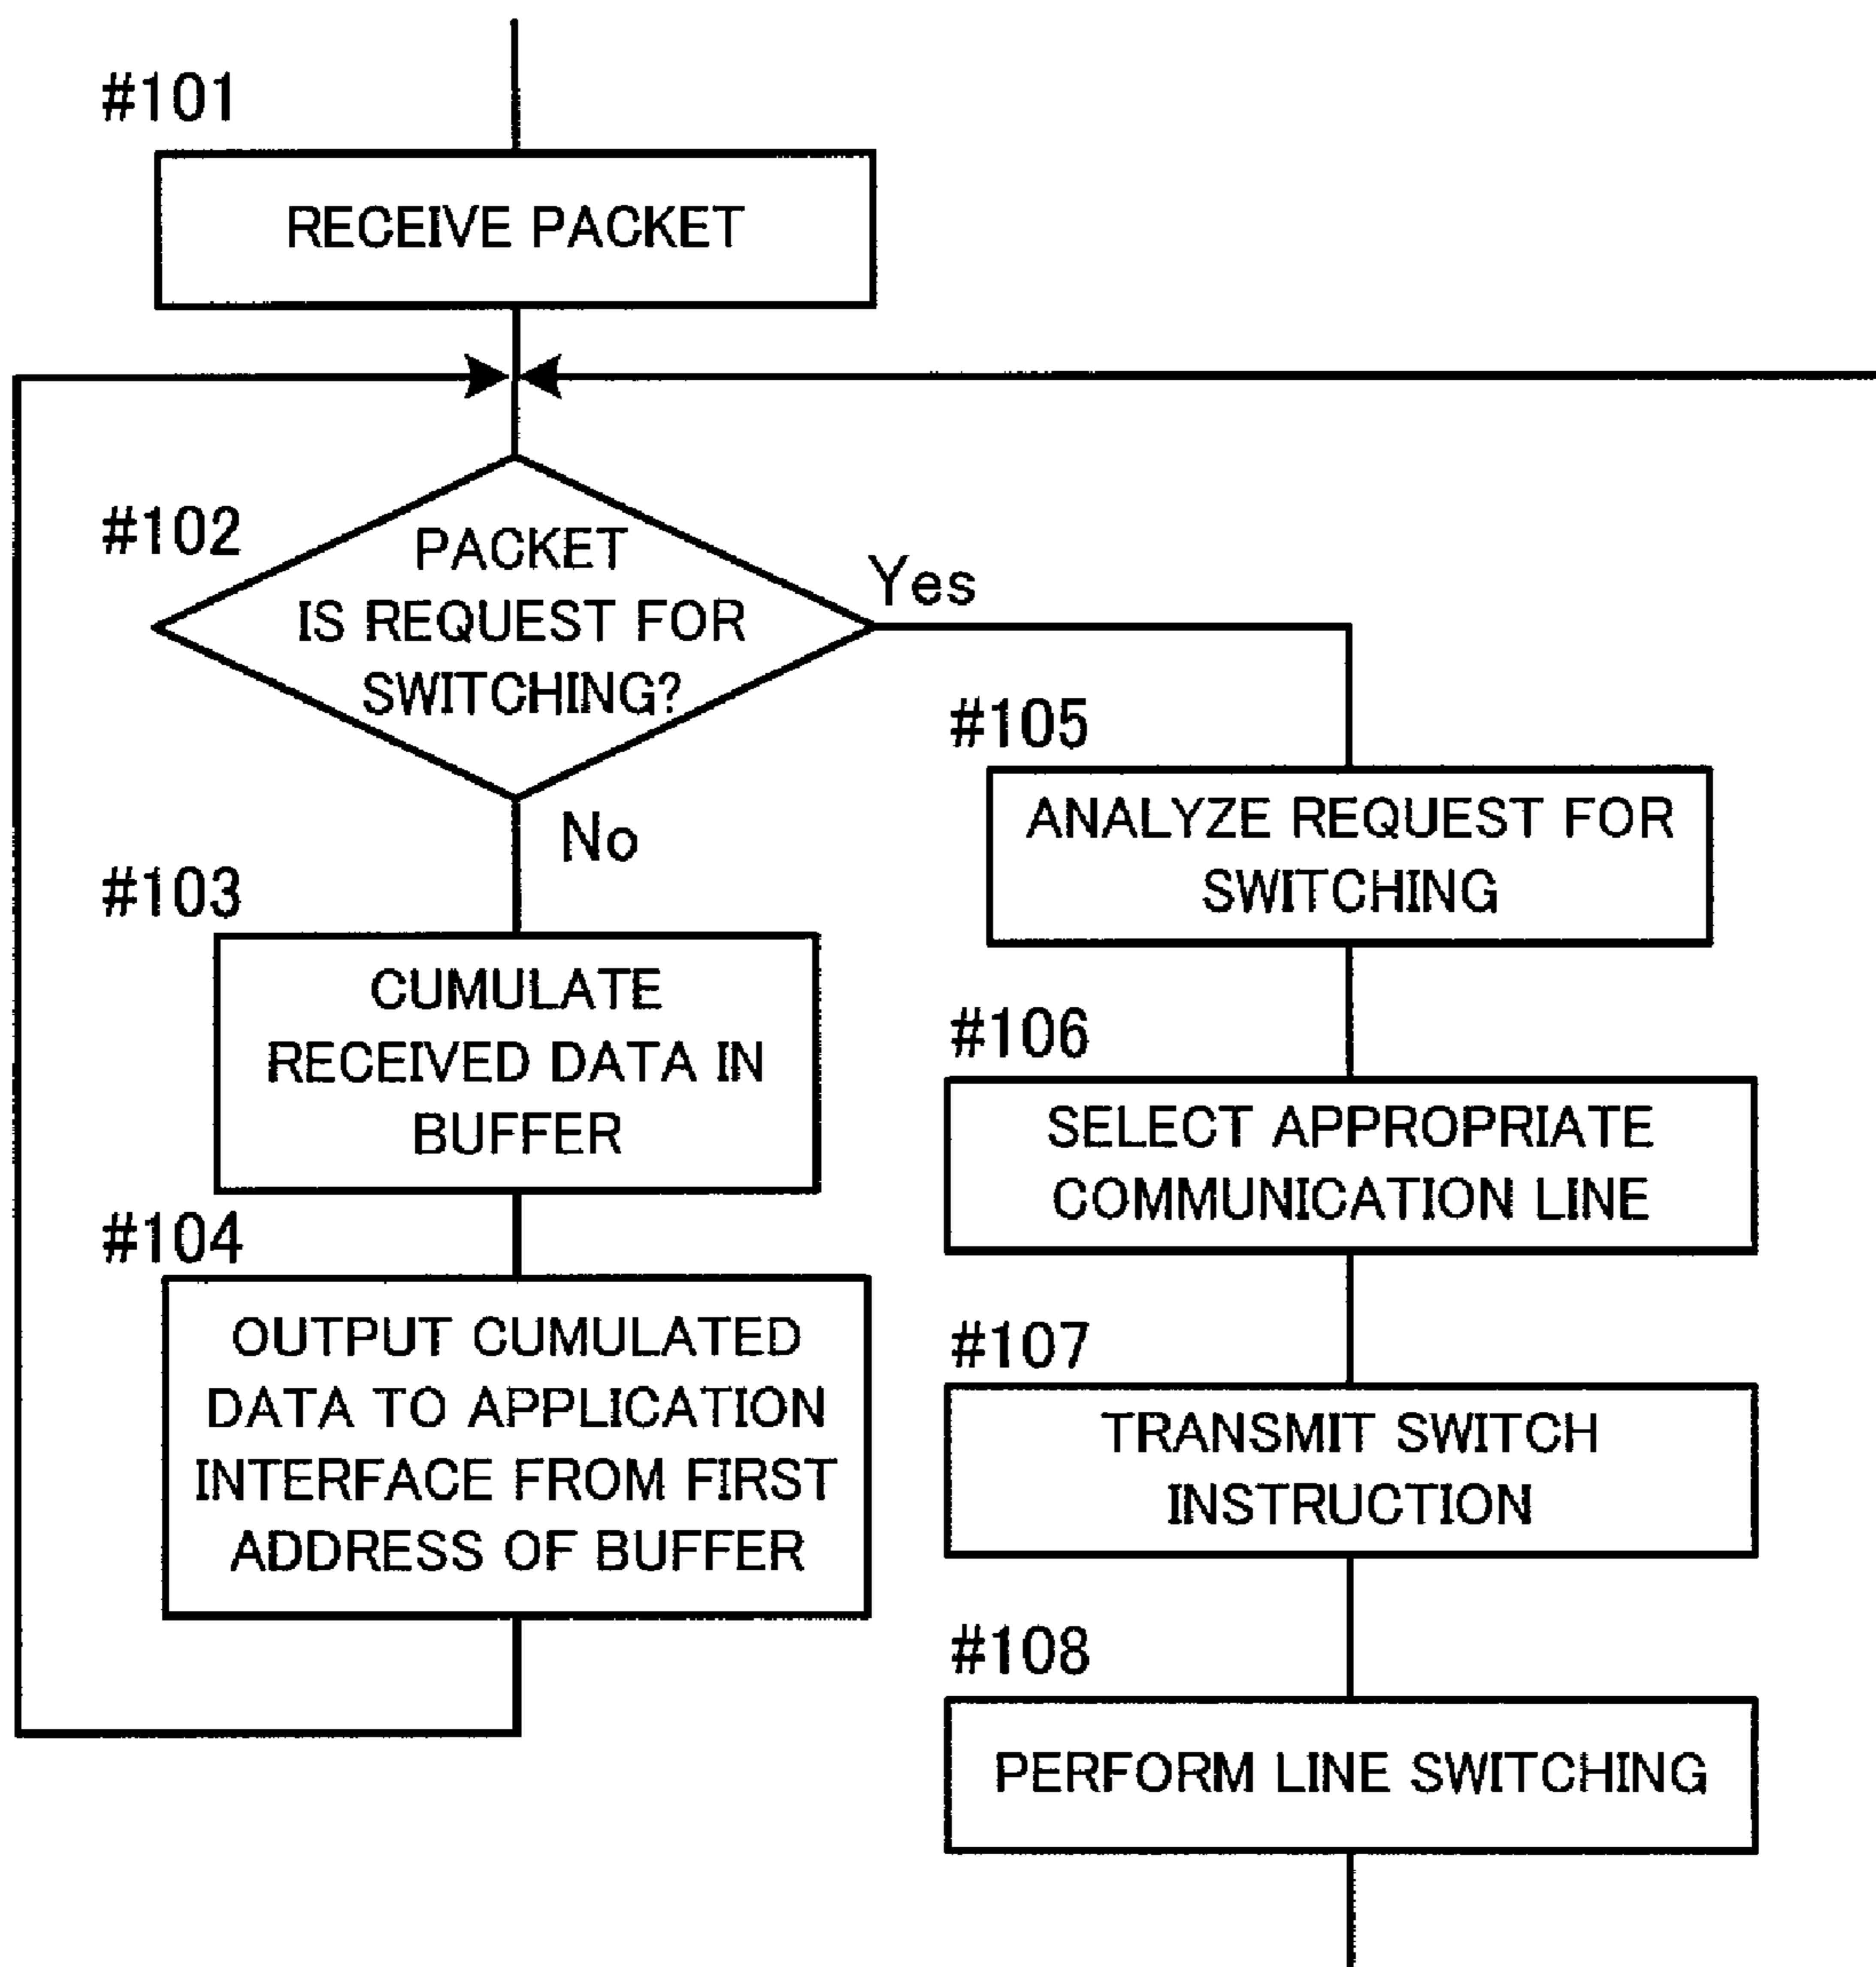 #101
RECEIVE PACKET
#102
PACKET
IS REQUEST FOR
SWITCHING?
Yes
No
#103
CUMULATE
RECEIVED DATA IN
BUFFER
#104
OUTPUT CUMULATED
DATA TO APPLICATION
INTERFACE FROM FIRST
ADDRESS OF BUFFER
#105
ANALYZE REQUEST FOR
SWITCHING
#106
SELECT APPROPRIATE
COMMUNICATION LINE
#107
TRANSMIT SWITCH
INSTRUCTION
#108
PERFORM LINE SWITCHING